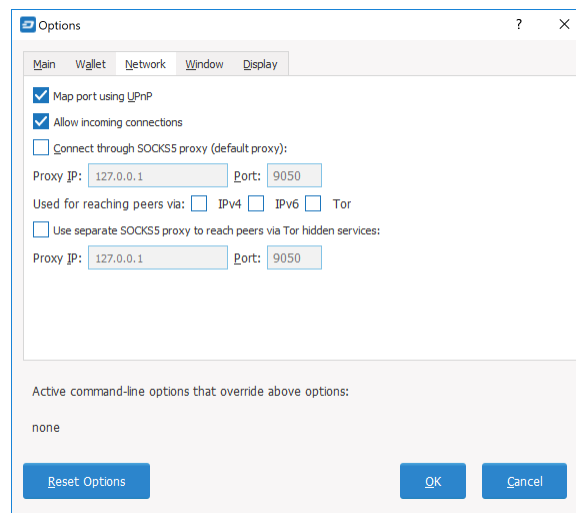 Options
Main Wallet Network Window Display
Map port using UPnP
Allow incoming connections
Connect through SOCKS5 proxy (default proxy):
Proxy IP: 127.0.0.1 Port: 9050
Used for reaching peers via: IPv4 IPv6 Tor
Use separate SOCKS5 proxy to reach peers via Tor hidden services:
Proxy IP: 127.0.0.1 Port: 9050
Active command-line options that override above options:
none
Reset Options OK Cancel